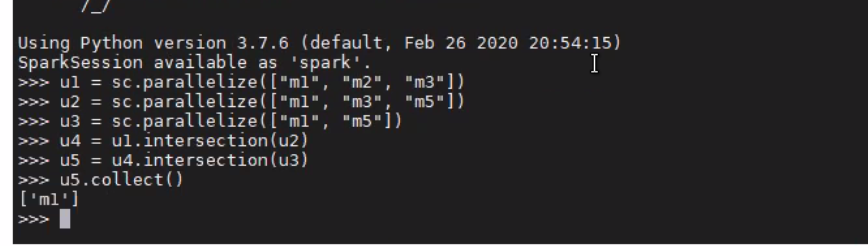 /_/
Using Python version 3.7.6 (default, Feb 26 2020 20:54:15)
SparkSession available as 'spark'.
>>> u1 = sc.parallelize(["m1", "m2", "m3"])
>>> u2 = sc.parallelize(["m1", "m3", "m5"])
>>> u3 = sc.parallelize(["m1", "m5"])
>>> u4 = u1.intersection(u2)
>>> u5 = u4.intersection(u3)
>>> u5.collect()
['m1']
>>>